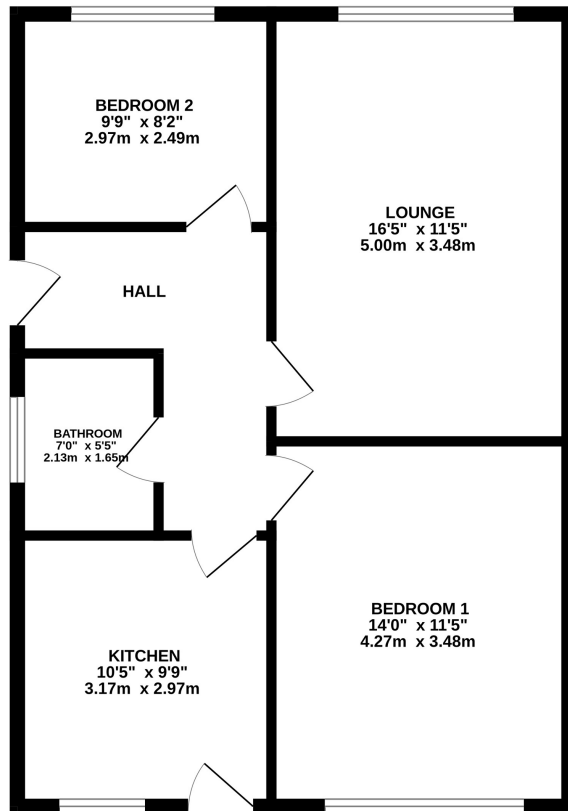 BEDROOM 2
9'9" x 8'2"
2.97m x 2.49m
LOUNGE
16'5" x 11'5"
5.00m x 3.48m
HALL
BATHROOM
7'0" x 5'5"
2.13m x 1.65m
BEDROOM 1
14'0" x 11'5"
4.27m x 3.48m
KITCHEN
10'5" x 9'9"
3.17m x 2.97m